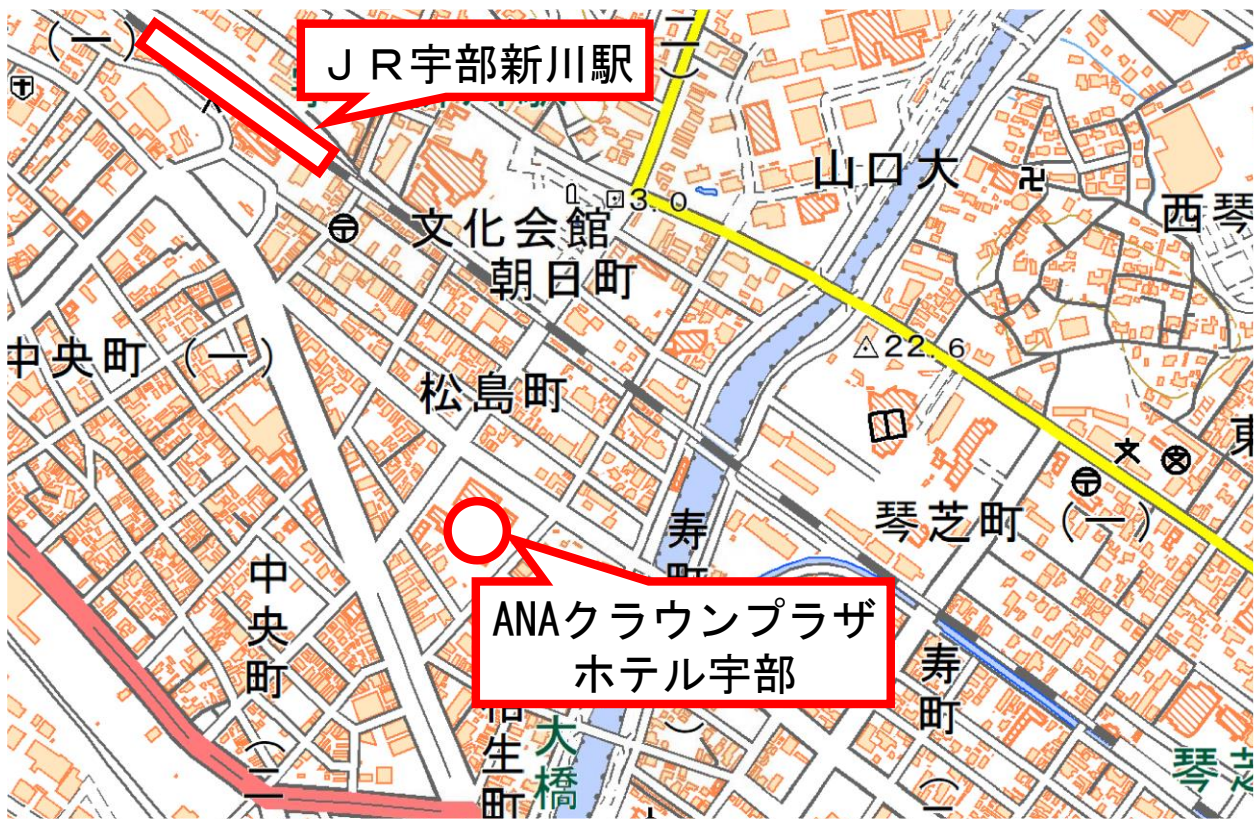 (一)
ＪＲ宇部新川駅
山口大
3.0
文化会館
西琴
朝日町
中央町(一)
22.6
松島町
東
琴芝町(一)
寿町
中央町(二
ANAクラウンプラザ
ホテル宇部
寿町(二
大橋
生町
琴芝